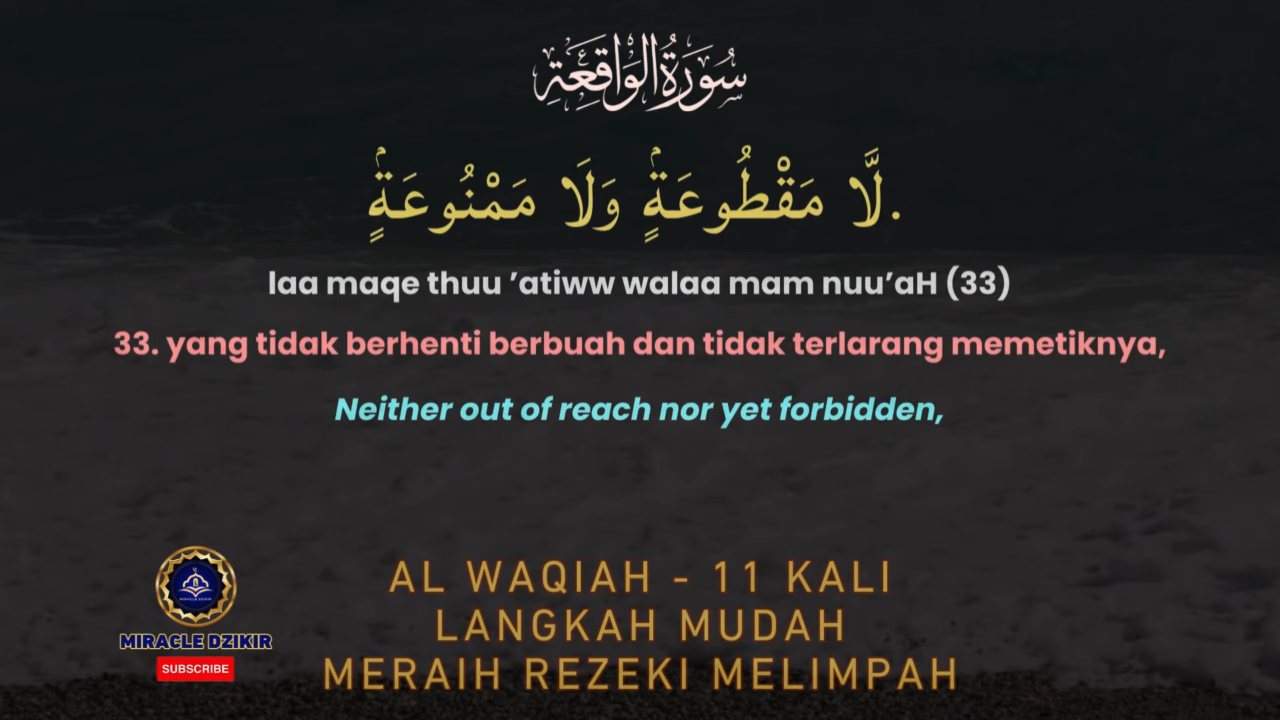 سُورَةُ الْوَاقِعَةِ
لَّا مَقْطُوعَةٍۢ وَلَا مَمْنُوعَةٍۢ.
laa maqe thuu ’atiww walaa mam nuu’aH (33)
33. yang tidak berhenti berbuah dan tidak terlarang memetiknya,
Neither out of reach nor yet forbidden,
AL WAQIAH - 11 KALI
LANGKAH MUDAH
MERAIH REZEKI MELIMPAH
MIRACLE DZIKIR
MIRACLE DZIKIR
SUBSCRIBE